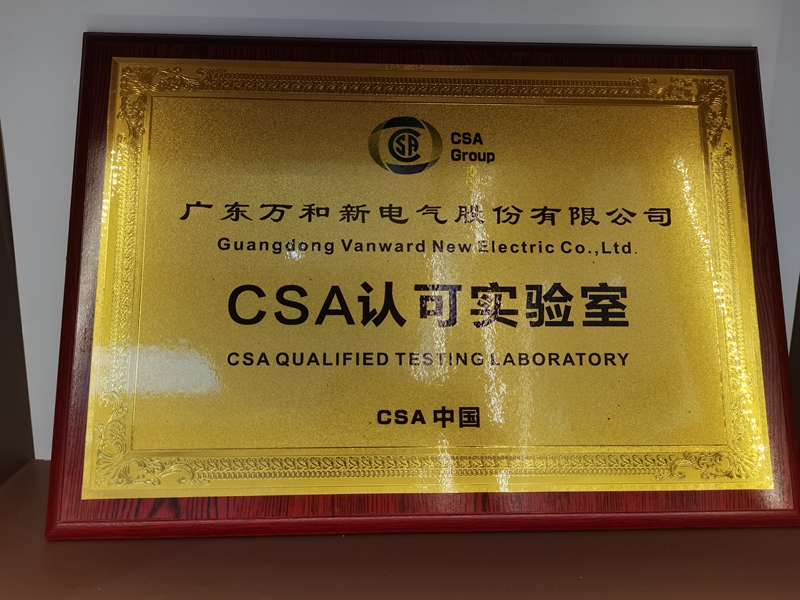 CSA
CSA
Group
广东万和新电气股份有限公司
Guangdong Vanward New Electric Co.,Ltd.
CSA认可实验室
CSA QUALIFIED TESTING LABORATORY
CSA 中国